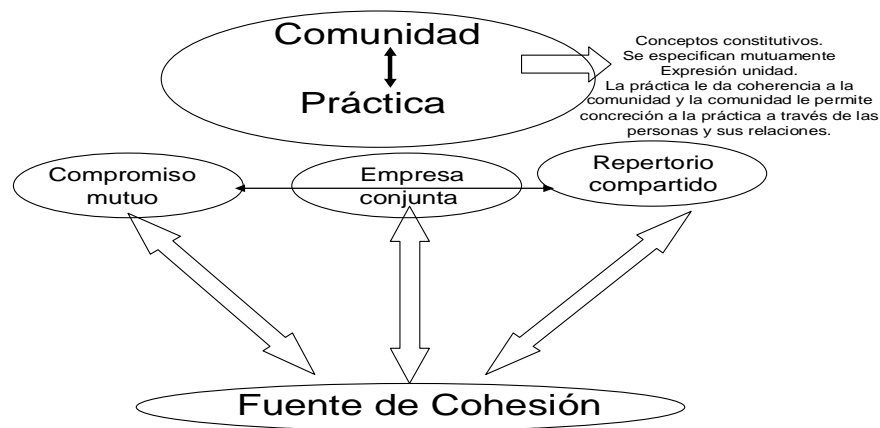 Comunidad
Práctica
Conceptos constitutivos.
Se especifican mutuamente
Expresión unidad.
La práctica le da coherencia a la
comunidad y la comunidad le permite
concreción a la práctica a través de las
personas y sus relaciones.
Compromiso
mutuo
Empresa
conjunta
Repertorio
compartido
Fuente de Cohesión